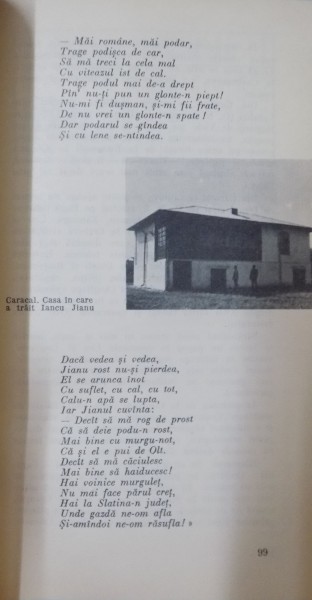 — Măi române, măi podar,
Trage podișca de car,
Să mă treci la cela mal
Cu viteazul ist de cal.
Trage podul mai de-a drept
Pîn' nu-ți pun un glonte-n piept!
Nu-mi fi dușman, și-mi fii frate,
De nu vrei un glonte-n spate!
Dar podarul se gîndea
Și cu lene se-ntindea.
Caracal. Casa în care
a trăit Iancu Jianu
Dacă vedea și vedea,
Jianu rost nu-și pierdea,
El se arunca înot
Cu suflet, cu cal, cu tot,
Calu-n apă se lupta,
Iar Jianul cuvînta:
— Decît să mă rog de prost
Că să deie podu-n rost,
Mai bine cu murgu-not,
Că și el e pui de Olt.
Decît să mă căciulesc
Mai bine să haiducesc!
Hai voinice murguleț,
Nu mai face părul creț,
Hai la Slatina-n județ,
Unde gazdă ne-om afla
Și-amîndoi ne-om răsufla! »
99